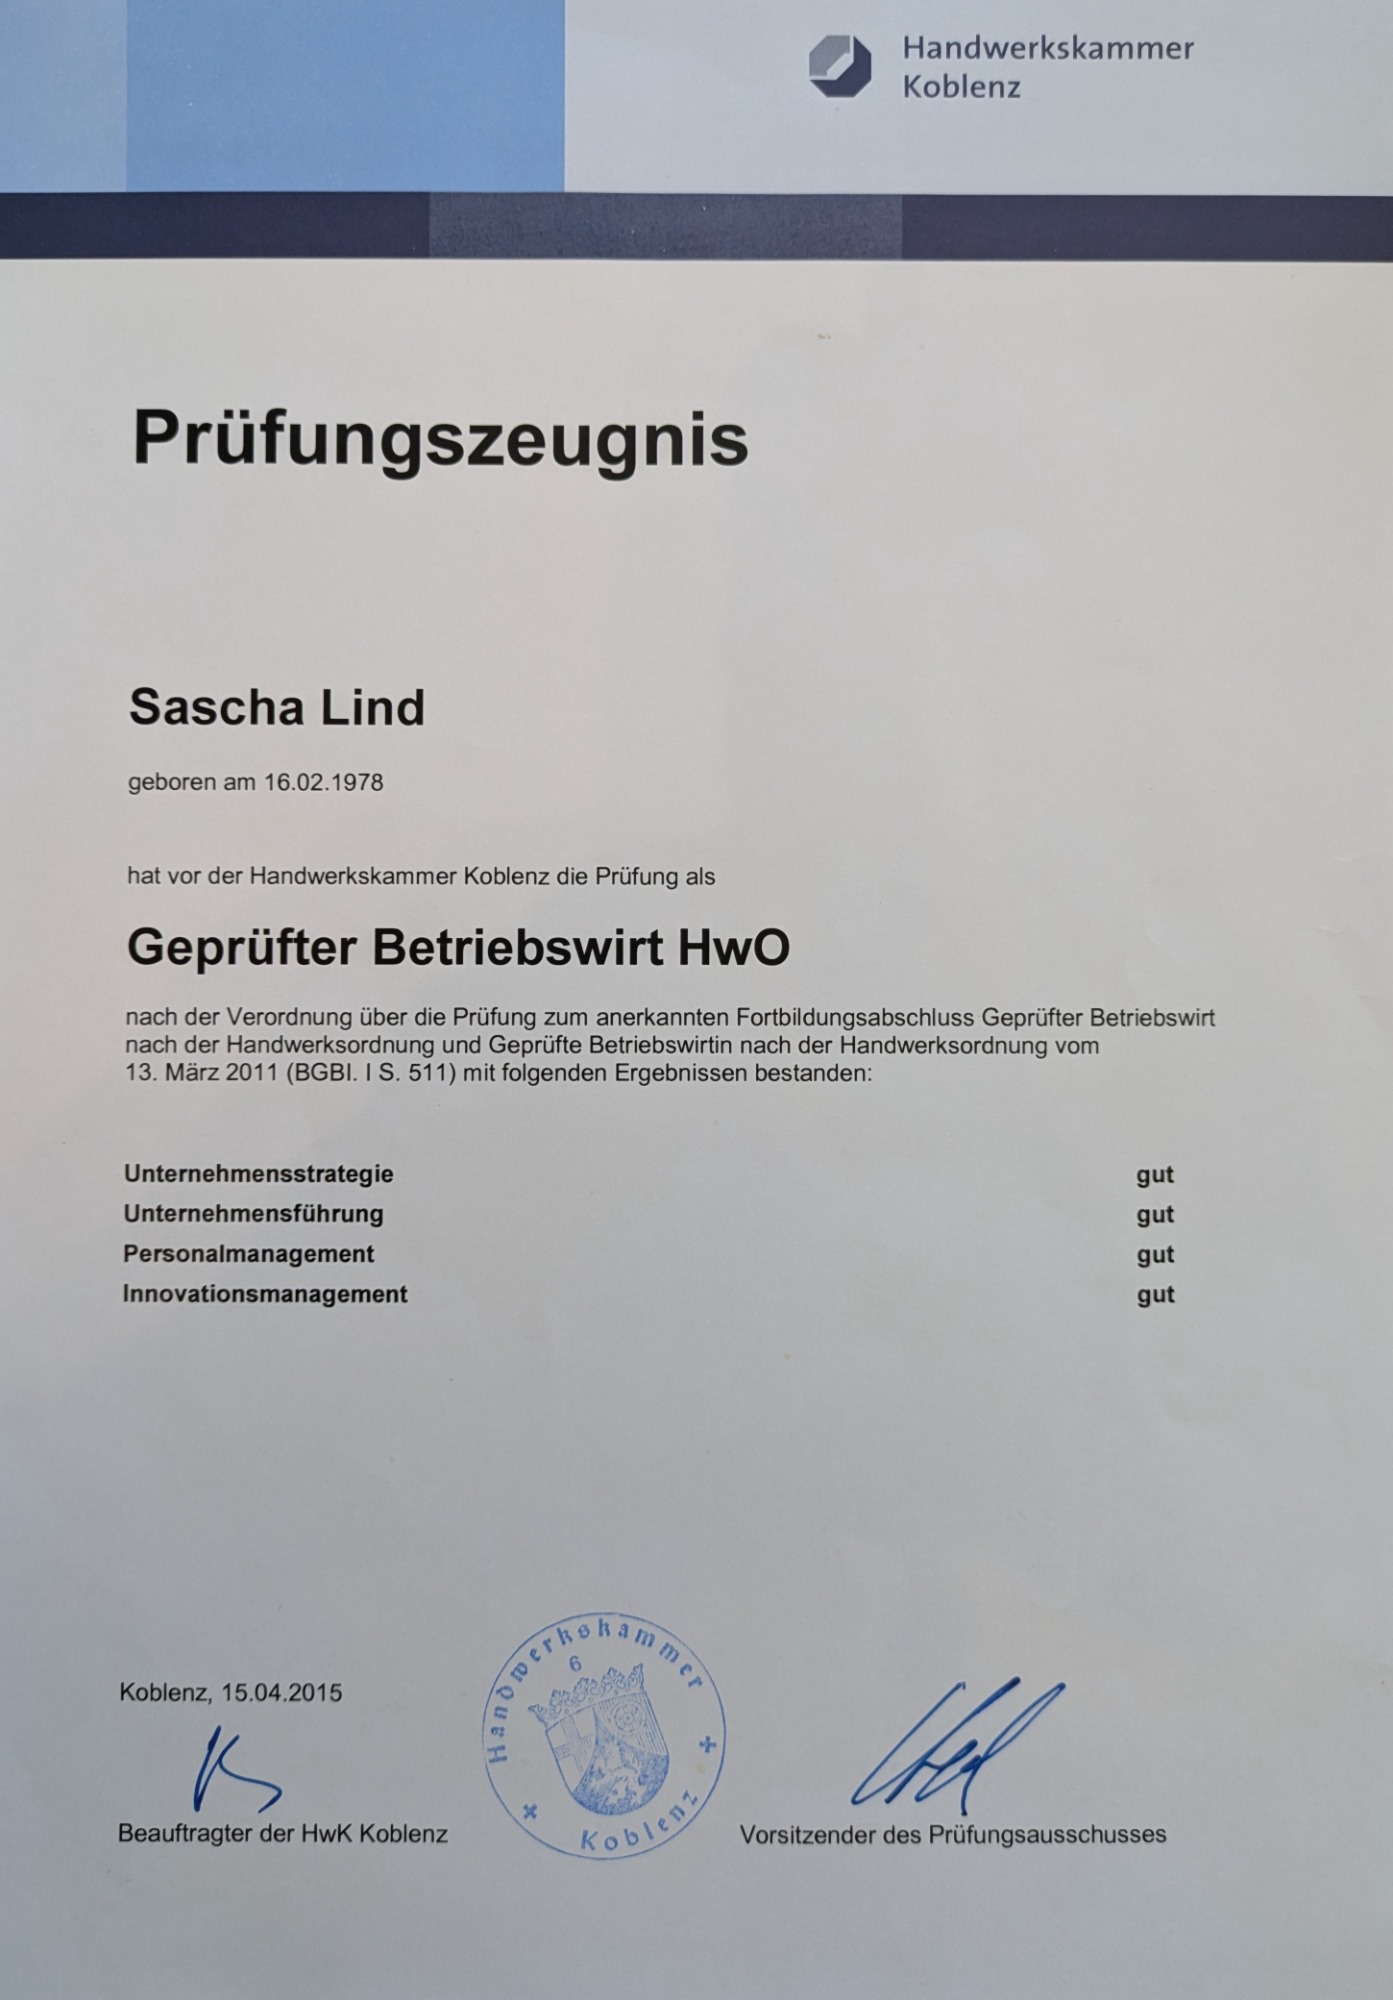 Handwerkskammer
Koblenz
Prüfungszeugnis
Sascha Lind
geboren am 16.02.1978
hat vor der Handwerkskammer Koblenz die Prüfung als
Geprüfter Betriebswirt HwO
nach der Verordnung über die Prüfung zum anerkannten Fortbildungsabschluss Geprüfter Betriebswirt
nach der Handwerksordnung und Geprüfte Betriebswirtin nach der Handwerksordnung vom
13. März 2011 (BGBl. I S. 511) mit folgenden Ergebnissen bestanden:
Unternehmensstrategie gut
Unternehmensführung gut
Personalmanagement gut
Innovationsmanagement gut
Handwerkskammer
6
Koblenz
Koblenz, 15.04.2015
Beauftragter der HwK Koblenz
Vorsitzender des Prüfungsausschusses